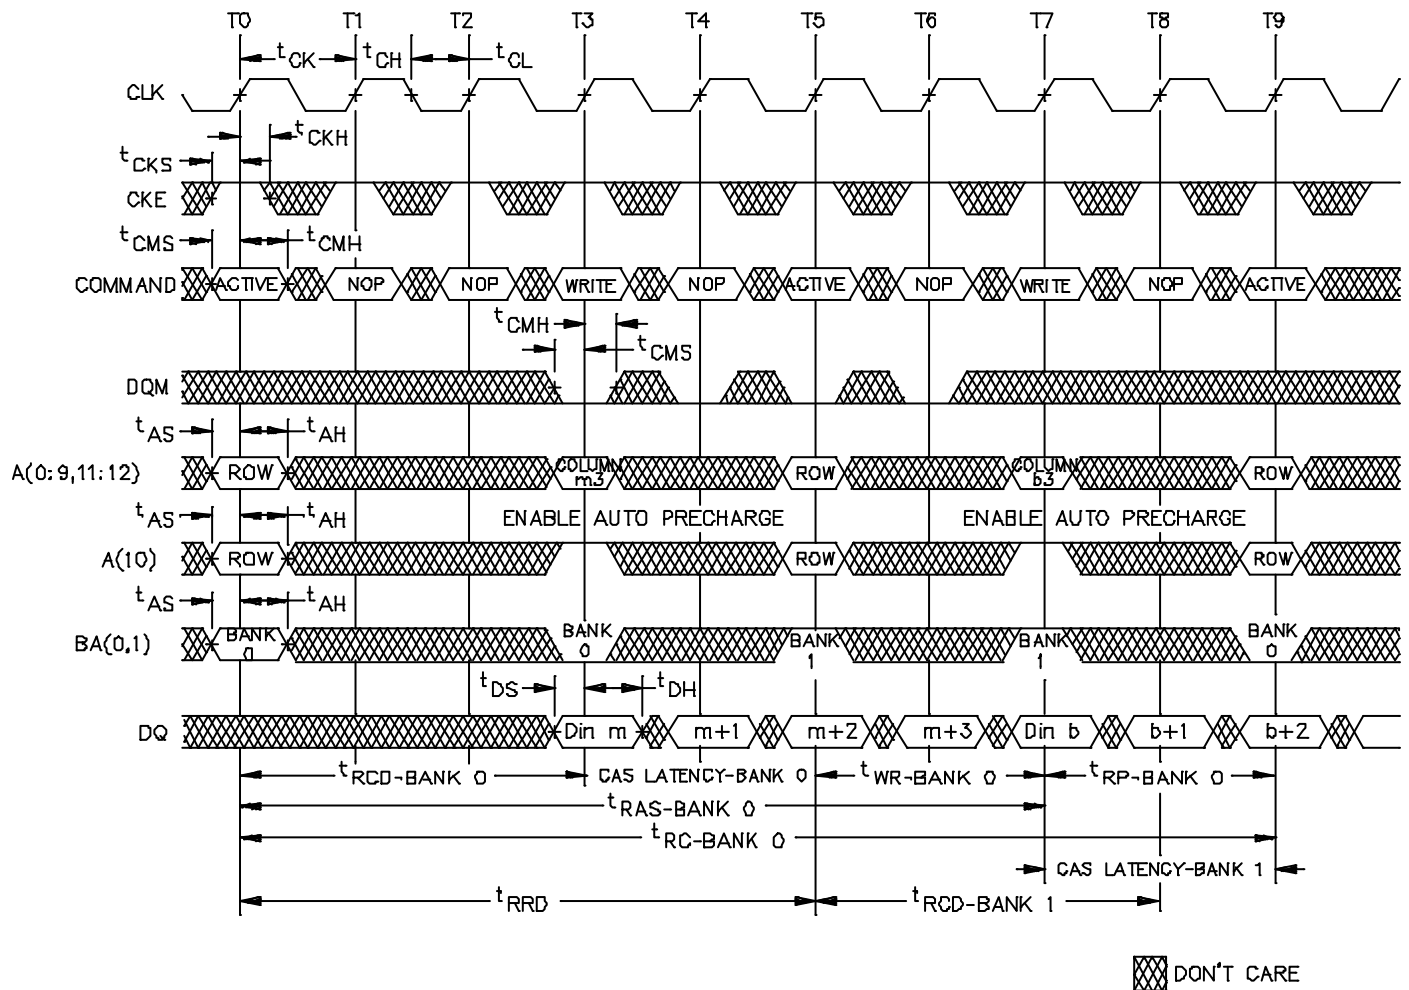 T0 T1 T2 T3 T4 T5 T6 T7 T8 T9
tCK tCH tCL
CLK
tCKH
tCKS
CKE
tCMS tCMH
COMMAND ACTIVE NOP NOP WRITE NOP ACTIVE NOP WRITE NOP ACTIVE
tCMH
tCMS
DQM
tAS tAH
A(0:9,11:12) ROW COLUMN m3 ROW COLUMN b3 ROW
tAS tAH ENABLE AUTO PRECHARGE ENABLE AUTO PRECHARGE
A(10) ROW ROW ROW
tAS tAH
BA(0,1) BANK 0 BANK 0 BANK 1 BANK 1 BANK 0
tDS tDH
DQ Din m m+1 m+2 m+3 Din b b+1 b+2
tRCD-BANK 0 CAS LATENCY-BANK 0 tWR-BANK 0 tRP-BANK 0
tRAS-BANK 0
tRC-BANK 0
CAS LATENCY-BANK 1
tRRD tRCD-BANK 1
DON'T CARE